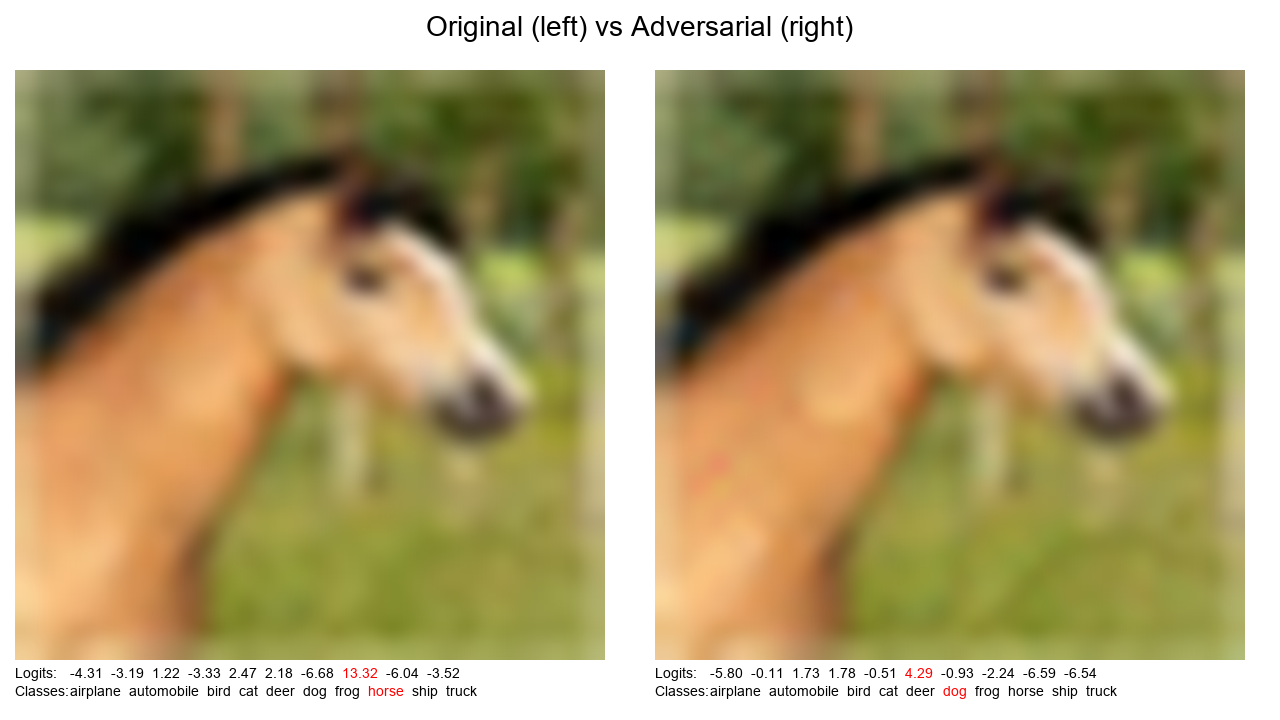 Original (left) vs Adversarial (right)
Logits: -4.31 -3.19 1.22 -3.33 2.47 2.18 -6.68 13.32 -6.04 -3.52
Classes:airplane automobile bird cat deer dog frog horse ship truck
Logits: -5.80 -0.11 1.73 1.78 -0.51 4.29 -0.93 -2.24 -6.59 -6.54
Classes:airplane automobile bird cat deer dog frog horse ship truck